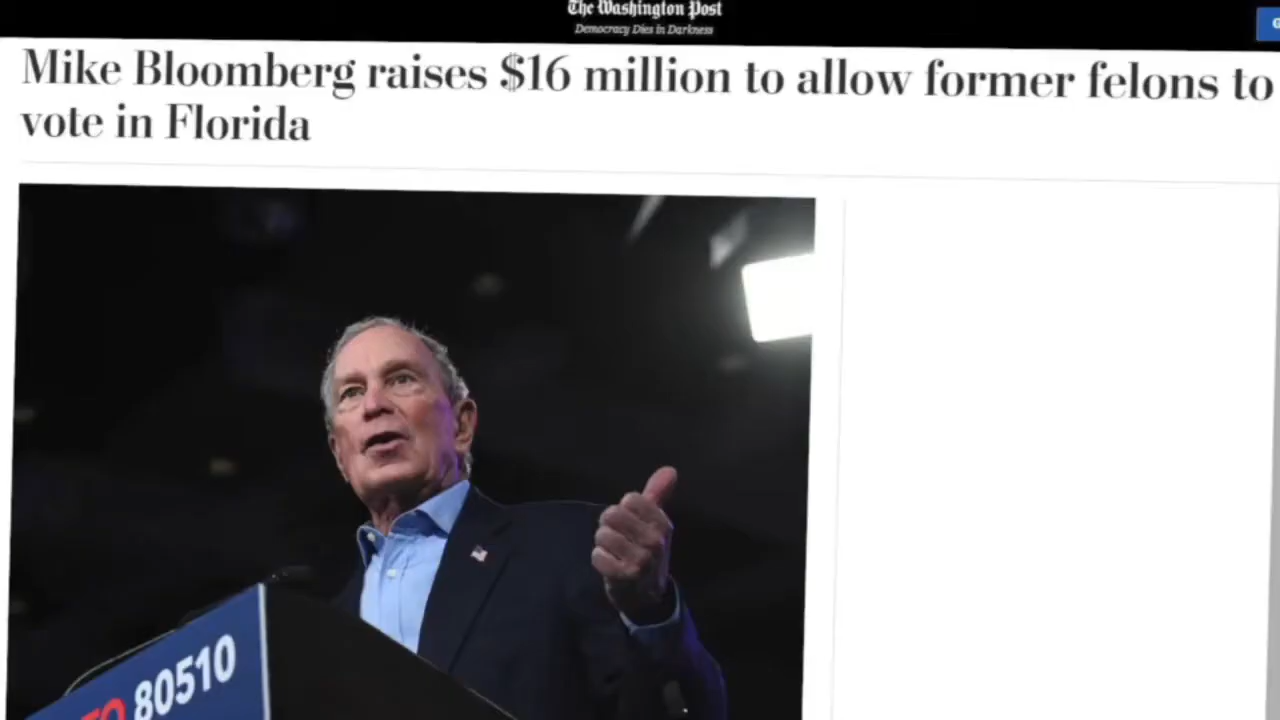 The Washington Post
Democracy Dies in Darkness
Mike Bloomberg raises $16 million to allow former felons to
vote in Florida
80510